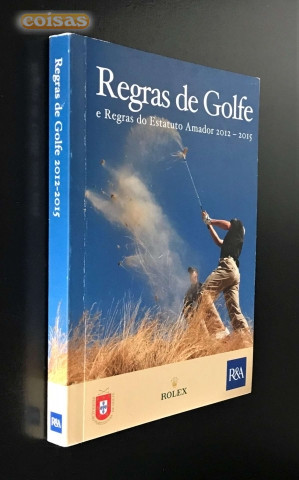 coisas
Regras de Golfe
e Regras do Estatuto Amador 2012 – 2015
Regras de Golfe 2012-2015
ROLEX
R&A
R&A